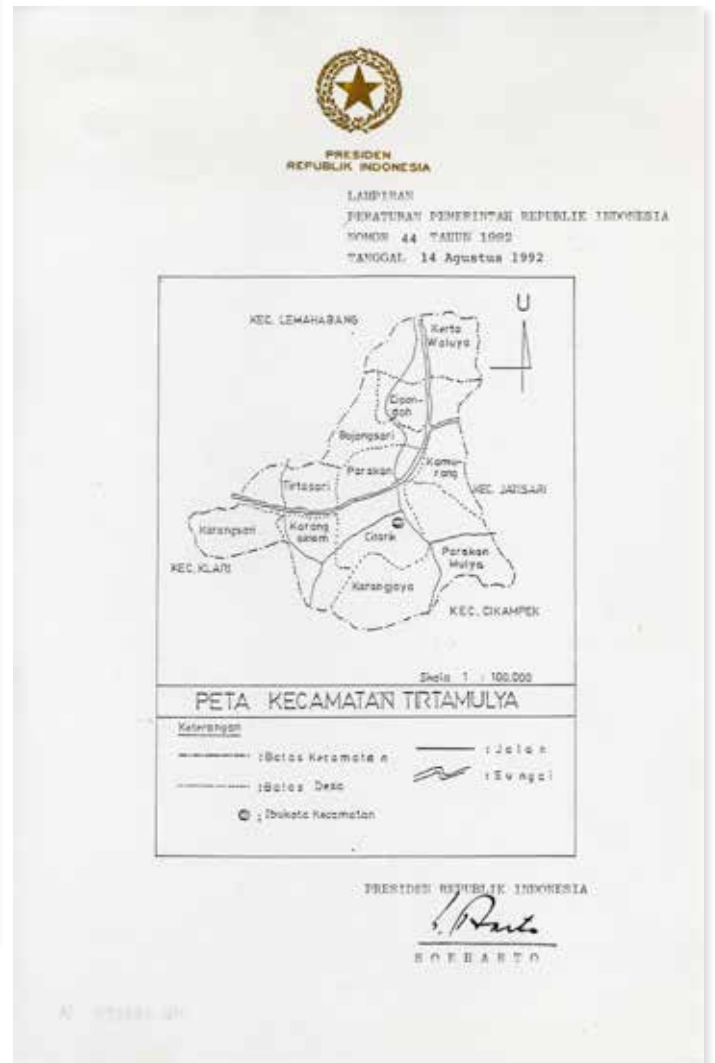 PRESIDEN
REPUBLIK INDONESIA
LAMPIRAN
PERATURAN PEMERINTAH REPUBLIK INDONESIA
NOMOR 44 TAHUN 1992
TANGGAL 14 Agustus 1992
U
KEC. LEMAHABANG
Kerta
Waluya
Cipon-
doh
Bojongsari
Parakan
Kamu-
rang
Tirtasari
KEC. JATISARI
Karangsari
Karang
sinom
Citarik
Parakan
Mulya
KEC. KLARI
Karangjaya
KEC. CIKAMPEK
Skala 1 : 100.000
PETA KECAMATAN TIRTAMULYA
Keterangan
: Batas Kecamatan
: Jalan
: Batas Desa
: Sungai
: Ibukota Kecamatan
PRESIDEN REPUBLIK INDONESIA
SOEHARTO